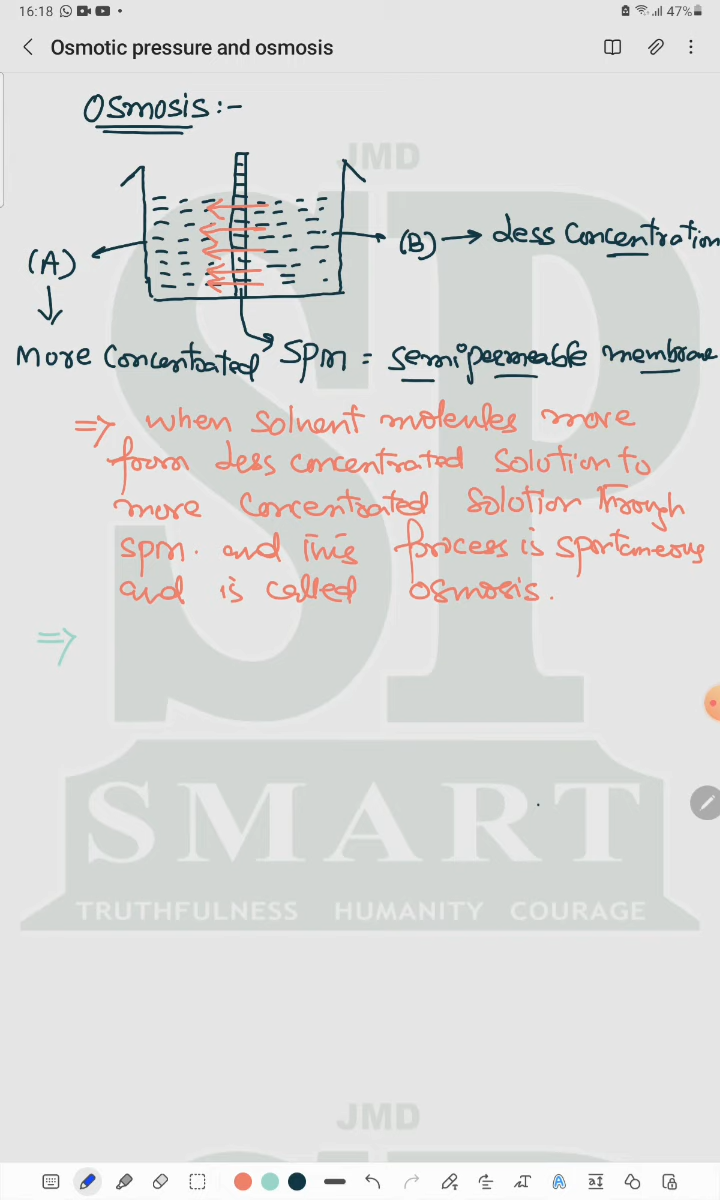 16:18
47%
Osmotic pressure and osmosis
JMD
Osmosis :-
(A)
(B) → less Concentration
More Concentrated
SPM = Semipermeable membrane
⇒ when Solvent molecules move
from less concentrated Solution to
more Concentrated Solution Through
SPM. and This Process is Spontaneous
and is called osmosis.
⇒
SP
SMART
TRUTHFULNESS HUMANITY COURAGE
JMD